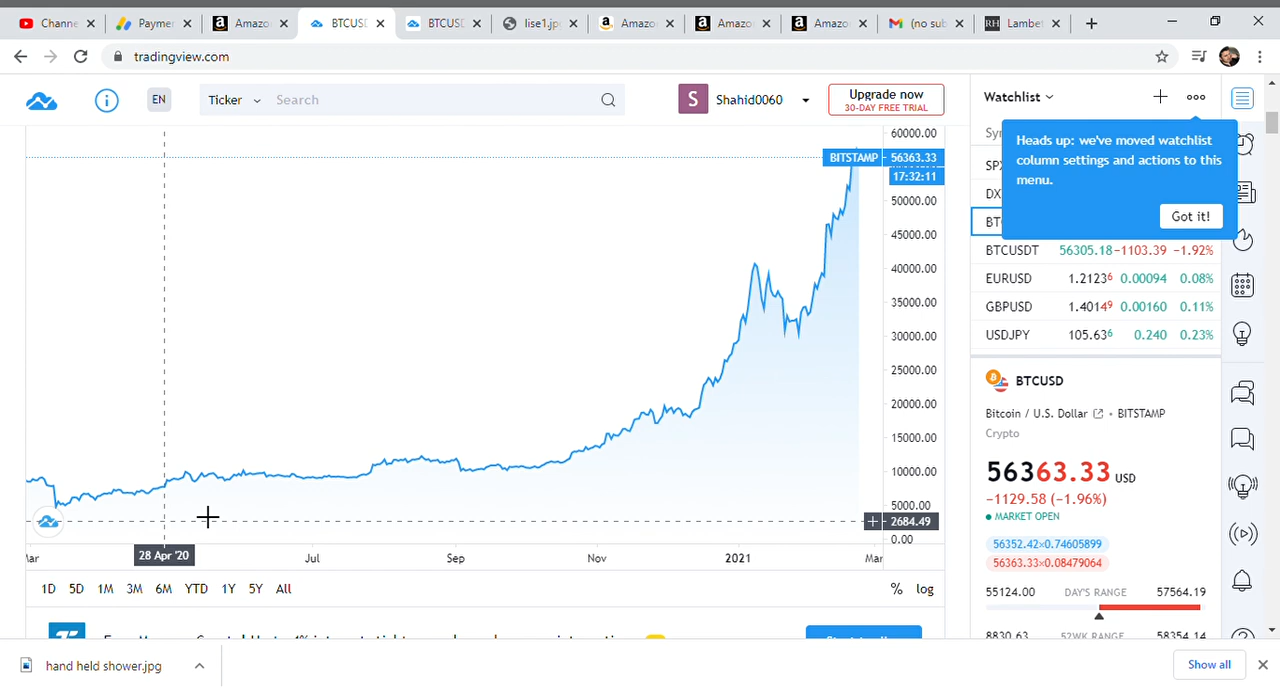 Channe
Paymer
Amazo
BTCUSD
BTCUSD
lise1.jp
Amazo
Amazo
Amazo
(no sub
RH
Lambe
tradingview.com
EN
Ticker
Search
S
Shahid0060
Upgrade now
30-DAY FREE TRIAL
Watchlist
Heads up: we've moved watchlist
column settings and actions to this
menu.
Got it!
Syr
SPX
DX
BTC
BTCUSDT 56305.18 −1103.39 −1.92%
EURUSD 1.21236 0.00094 0.08%
GBPUSD 1.40149 0.00160 0.11%
USDJPY 105.636 0.240 0.23%
60000.00
BITSTAMP 56363.33
17:32:11
50000.00
45000.00
40000.00
35000.00
30000.00
25000.00
20000.00
15000.00
10000.00
5000.00
2684.49
0.00
28 Apr '20
Jul
Sep
Nov
2021
Mar
1D 5D 1M 3M 6M YTD 1Y 5Y All
% log
BTCUSD
Bitcoin / U.S. Dollar • BITSTAMP
Crypto
56363.33 USD
−1129.58 (−1.96%)
MARKET OPEN
56352.42×0.74605899
56363.33×0.08479064
55124.00 DAY'S RANGE 57564.19
8830.63 52WK RANGE 58354.14
hand held shower.jpg
Show all